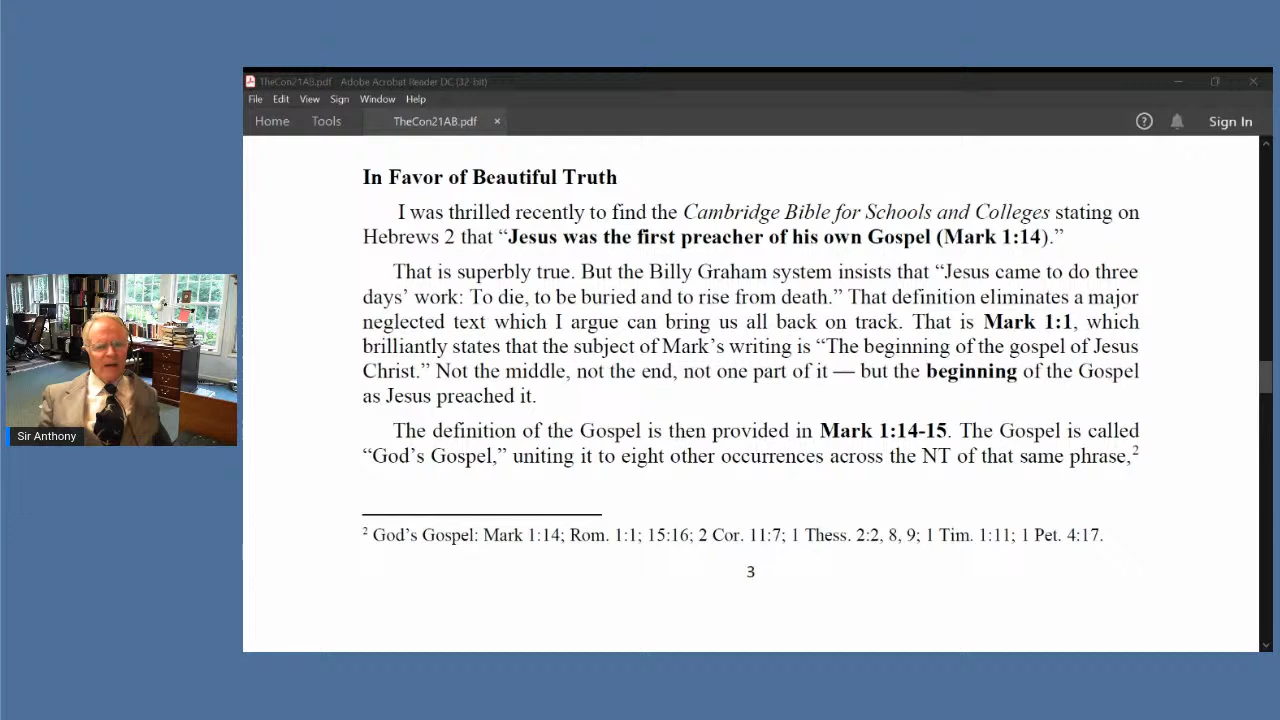 TheCon21AB.pdf - Adobe Acrobat Reader DC (32-bit)
File Edit View Sign Window Help
Home Tools TheCon21AB.pdf × Sign In
In Favor of Beautiful Truth
I was thrilled recently to find the Cambridge Bible for Schools and Colleges stating on
Hebrews 2 that “Jesus was the first preacher of his own Gospel (Mark 1:14).”
That is superbly true. But the Billy Graham system insists that “Jesus came to do three
days’ work: To die, to be buried and to rise from death.” That definition eliminates a major
neglected text which I argue can bring us all back on track. That is Mark 1:1, which
brilliantly states that the subject of Mark’s writing is “The beginning of the gospel of Jesus
Christ.” Not the middle, not the end, not one part of it — but the beginning of the Gospel
as Jesus preached it.
The definition of the Gospel is then provided in Mark 1:14-15. The Gospel is called
“God’s Gospel,” uniting it to eight other occurrences across the NT of that same phrase,2
2 God’s Gospel: Mark 1:14; Rom. 1:1; 15:16; 2 Cor. 11:7; 1 Thess. 2:2, 8, 9; 1 Tim. 1:11; 1 Pet. 4:17.
3
Sir Anthony